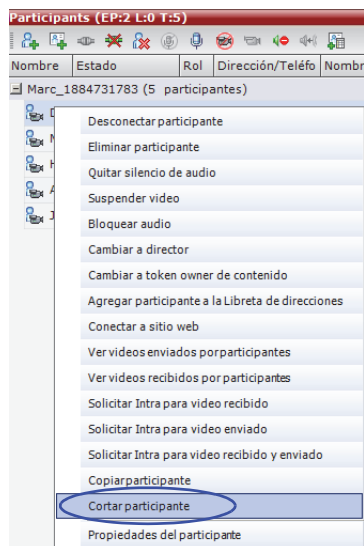 Participants (EP:2 L:0 T:5)
Nombre Estado Rol Dirección/Teléfo Nombr
Marc_1884731783 (5 participantes)
Desconectar participante
Eliminar participante
Quitar silencio de audio
Suspender video
Bloquear audio
Cambiar a director
Cambiar a token owner de contenido
Agregar participante a la Libreta de direcciones
Conectar a sitio web
Ver videos enviados por participantes
Ver videos recibidos por participantes
Solicitar Intra para video recibido
Solicitar Intra para video enviado
Solicitar Intra para video recibido y enviado
Copiar participante
Cortar participante
Propiedades del participante